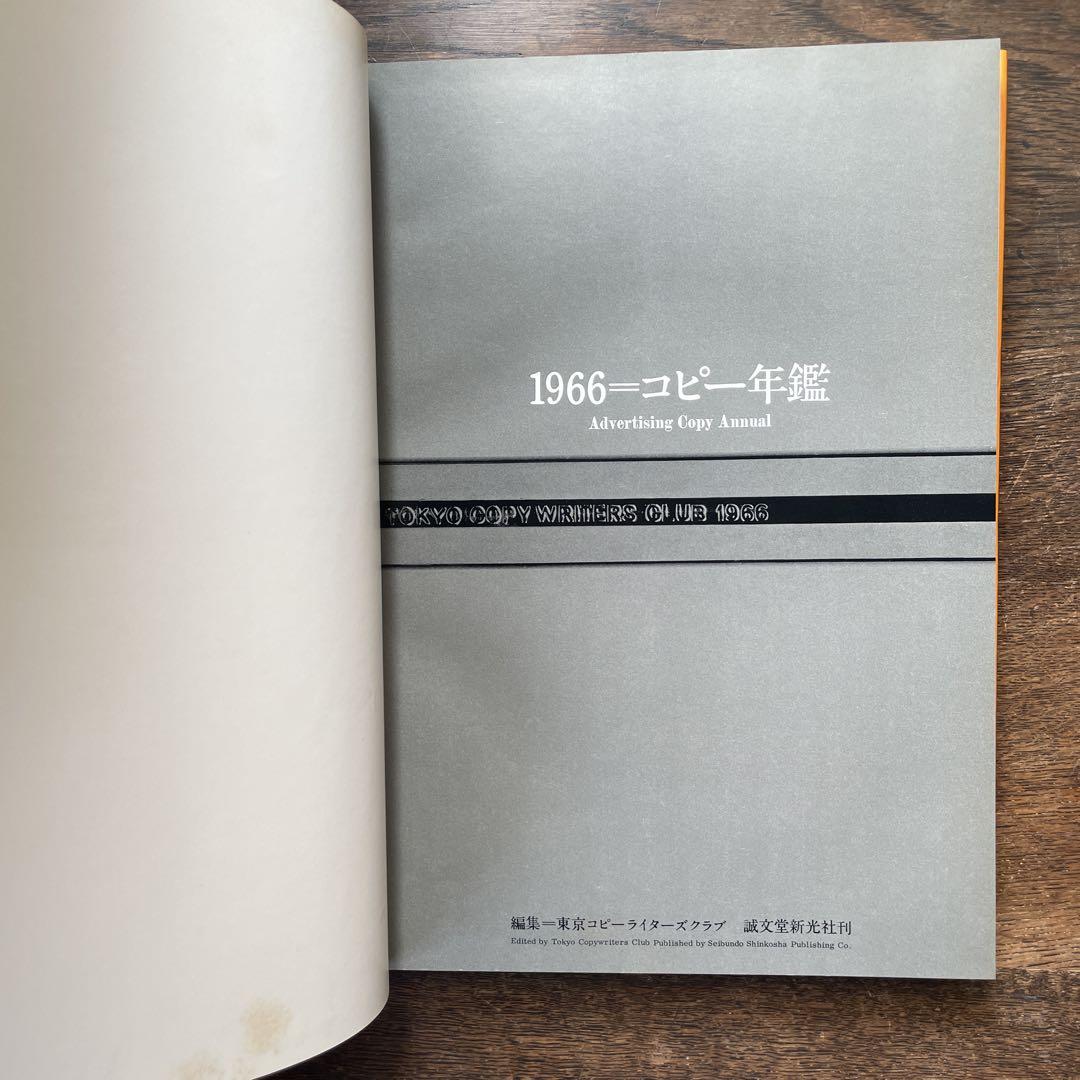 1966=コピー年鑑
Advertising Copy Annual
TOKYO COPYWRITERS CLUB 1966
編集=東京コピーライターズクラブ 誠文堂新光社刊
Edited by Tokyo Copywriters Club Published by Seibundo Shinkosha Publishing Co.